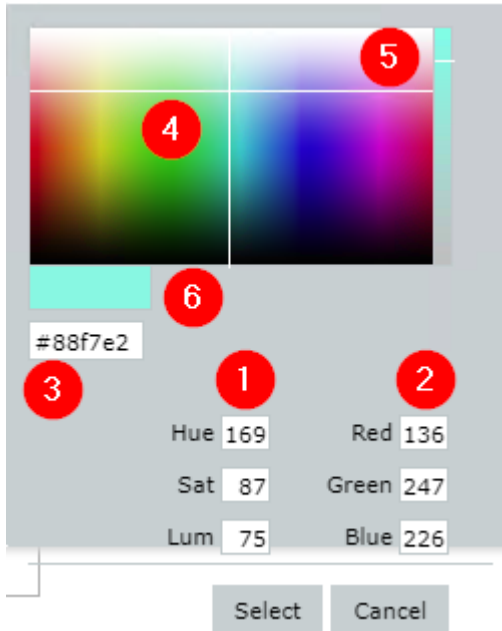 5
4
6
#88f7e2
3 1 2
Hue 169 Red 136
Sat 87 Green 247
Lum 75 Blue 226
Select Cancel